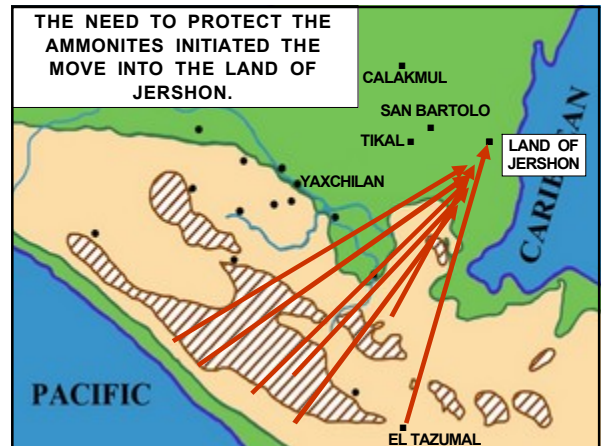 THE NEED TO PROTECT THE
AMMONITES INITIATED THE
MOVE INTO THE LAND OF
JERSHON.
CALAKMUL
SAN BARTOLO
TIKAL
LAND OF
JERSHON
YAXCHILAN
CARIBBEAN
PACIFIC
EL TAZUMAL